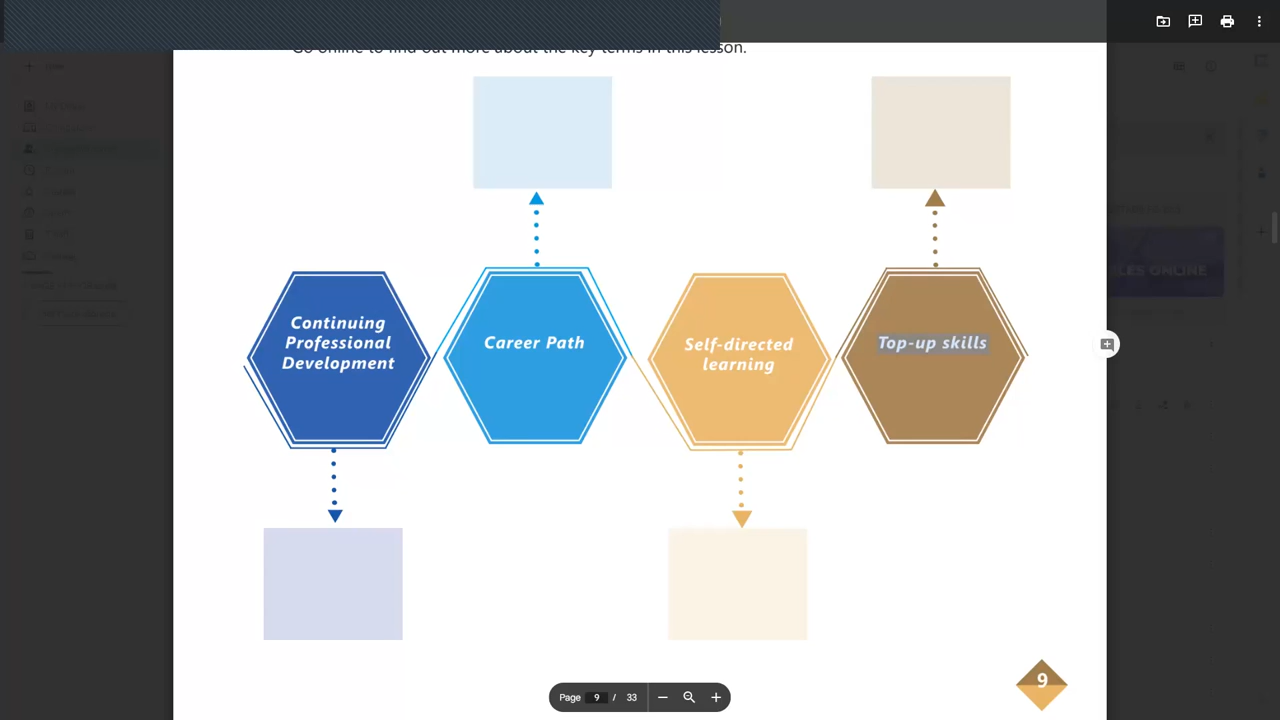 Go online to find out more about the key terms in this lesson.
Continuing
Professional
Development
Career Path
Self-directed
learning
Top-up skills
9
Page 9 / 33